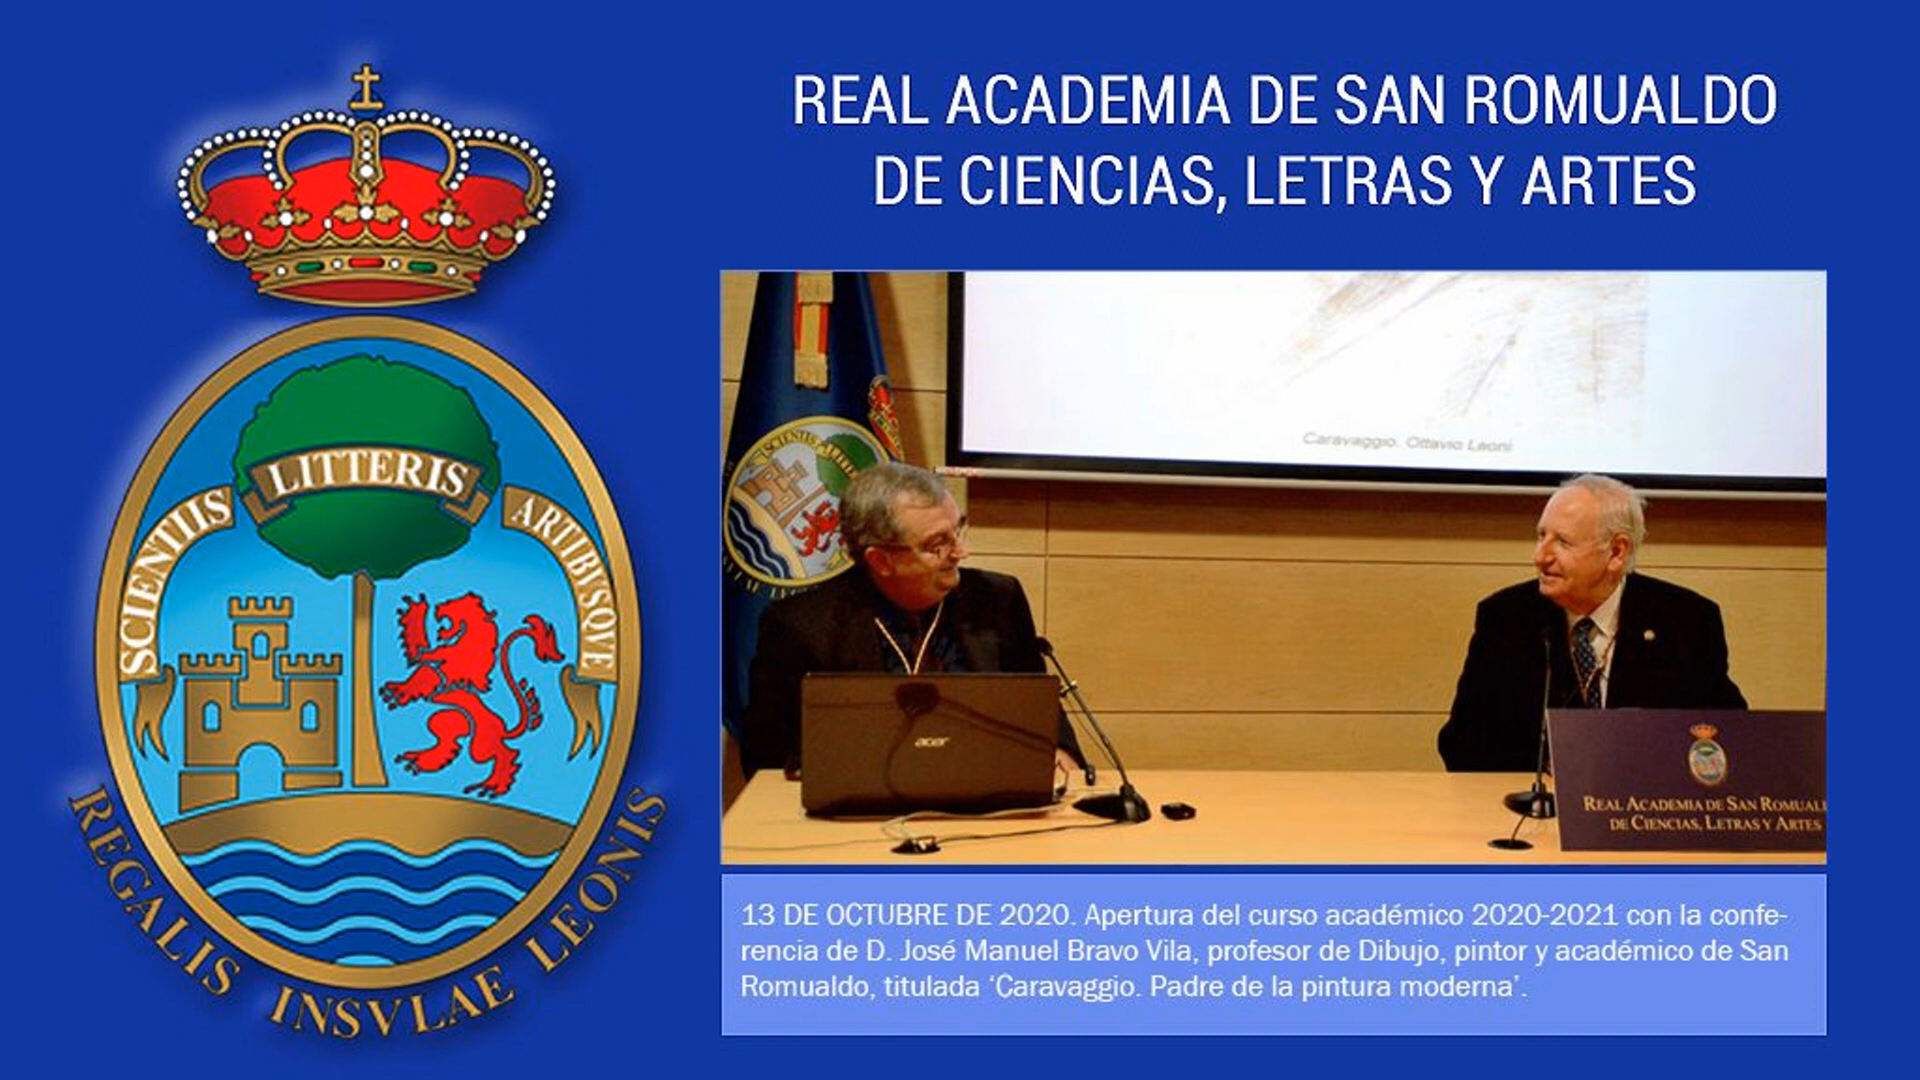 REAL ACADEMIA DE SAN ROMUALDO
DE CIENCIAS, LETRAS Y ARTES
LITTERIS
SCIENTIIS
ARTIBVSQVE
REGALIS INSVLAE LEONIS
Caravaggio. Ottavio Leoni
SCIENTIIS
acer
REAL ACADEMIA DE SAN ROMUAL
DE CIENCIAS, LETRAS Y ARTES
13 DE OCTUBRE DE 2020. Apertura del curso académico 2020-2021 con la confe-
rencia de D. José Manuel Bravo Vila, profesor de Dibujo, pintor y académico de San
Romualdo, titulada ‘Caravaggio. Padre de la pintura moderna’.